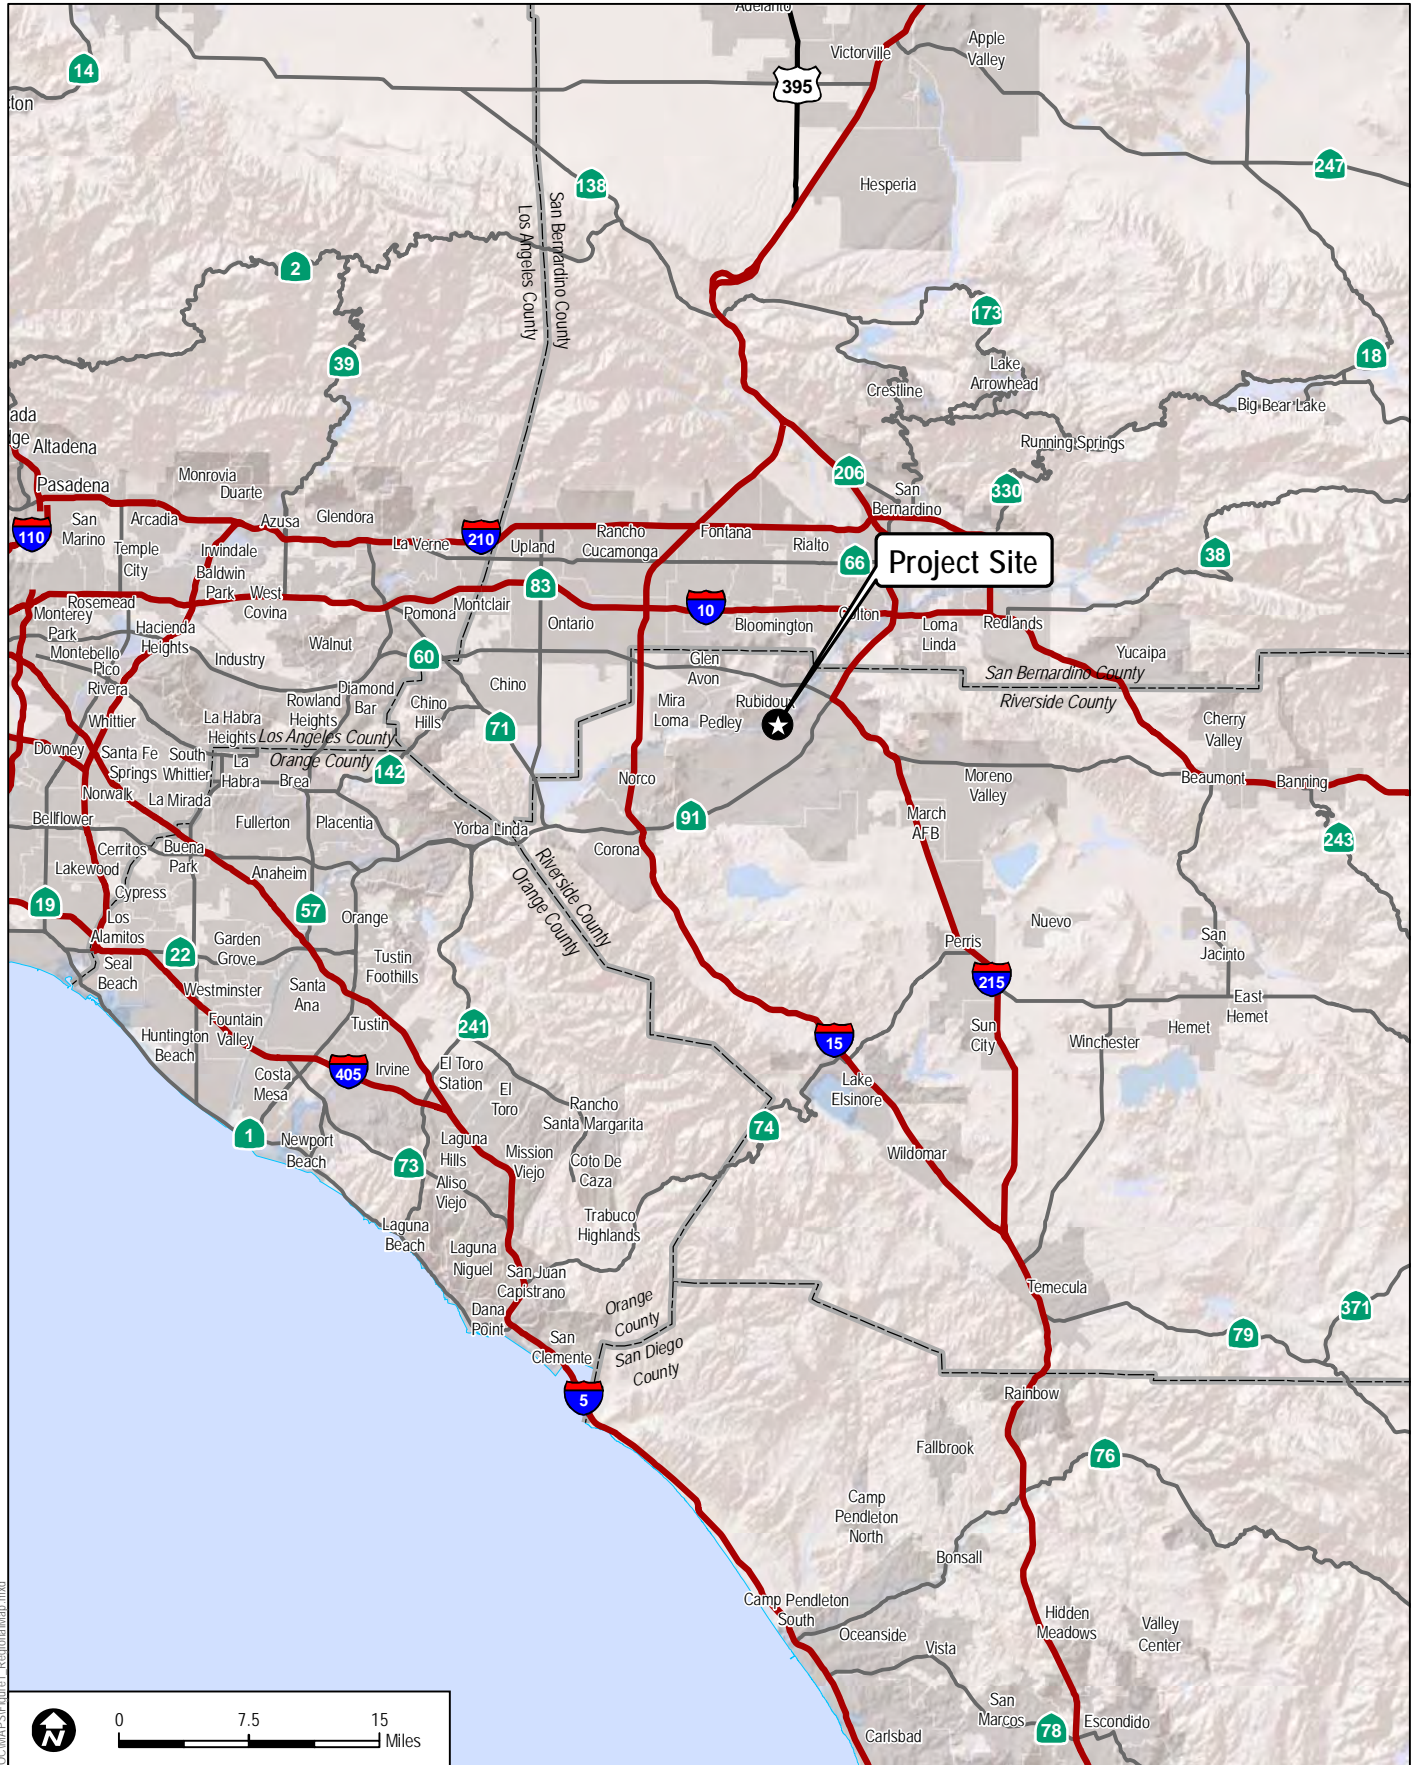 Adelanto
Victorville
Apple
Valley
14
395
ton
247
138
Hesperia
San Bernardino County
Los Angeles County
2
173
39
18
Lake
Arrowhead
Crestline
Big Bear Lake
ada
dge
Altadena
Running Springs
206
Monrovia
Duarte
Pasadena
330
San
Bernardino
Glendora
San
Marino
Arcadia
Azusa
110
210
La Verne
Upland
Rancho
Cucamonga
Fontana
Rialto
66
Project Site
38
Temple
City
Irwindale
Baldwin
Park
West
Covina
83
Rosemead
Monterey
Park
Pomona
Montclair
10
Ontario
Bloomington
Colton
Loma
Linda
Redlands
Hacienda
Heights
Walnut
Montebello
Industry
60
Glen
Avon
Yucaipa
San Bernardino County
Riverside County
Pico
Rivera
Rowland
Heights
Diamond
Bar
Chino
Chino
Hills
Mira
Loma
Rubidoux
Pedley
Whittier
La Habra
Heights
71
Los Angeles County
Orange County
Cherry
Valley
Downey
Santa Fe
Springs
South
Whittier
La
Habra
Brea
142
Norco
Moreno
Valley
Beaumont
Banning
Norwalk
La Mirada
Bellflower
Fullerton
Placentia
Yorba Linda
91
March
AFB
243
Cerritos
Buena
Park
Corona
Lakewood
Anaheim
Riverside County
Orange County
Cypress
19
57
Los
Alamitos
Orange
Nuevo
22
Garden
Grove
Perris
San
Jacinto
Seal
Beach
Tustin
Foothills
Westminster
Santa
Ana
215
East
Hemet
Fountain
Valley
Tustin
241
Huntington
Beach
15
Sun
City
Winchester
Hemet
405
Irvine
El Toro
Station
Costa
Mesa
El
Toro
Lake
Elsinore
Rancho
Santa Margarita
1
Newport
Beach
74
73
Laguna
Hills
Mission
Viejo
Wildomar
Coto De
Caza
Aliso
Viejo
Laguna
Beach
Trabuco
Highlands
Laguna
Niguel
San Juan
Capistrano
Temecula
Dana
Point
Orange
County
371
79
San
Clemente
San Diego
County
5
Rainbow
Fallbrook
76
Camp
Pendleton
North
Bonsall
Camp Pendleton
South
Hidden
Meadows
Valley
Center
Oceanside
Vista
San
Marcos
78
Escondido
Carlsbad
N
0 7.5 15
Miles